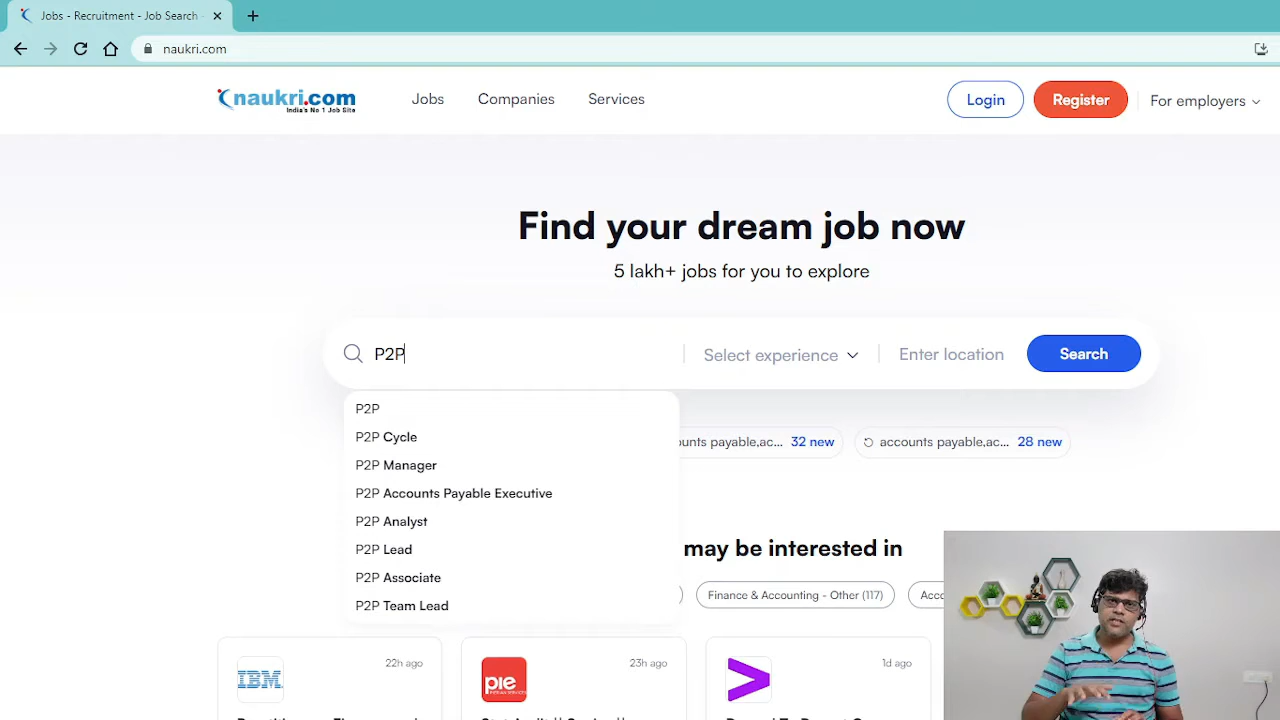 Jobs - Recruitment - Job Search -
naukri.com
naukri.com
India's No 1 Job Site
Jobs
Companies
Services
Login
Register
For employers
Find your dream job now
5 lakh+ jobs for you to explore
P2P
Select experience
Enter location
Search
P2P
P2P Cycle
P2P Manager
P2P Accounts Payable Executive
P2P Analyst
P2P Lead
P2P Associate
P2P Team Lead
payable,ac... 32 new
accounts payable,ac... 28 new
may be interested in
Finance & Accounting - Other (117)
22h ago
23h ago
1d ago
IBM
pie